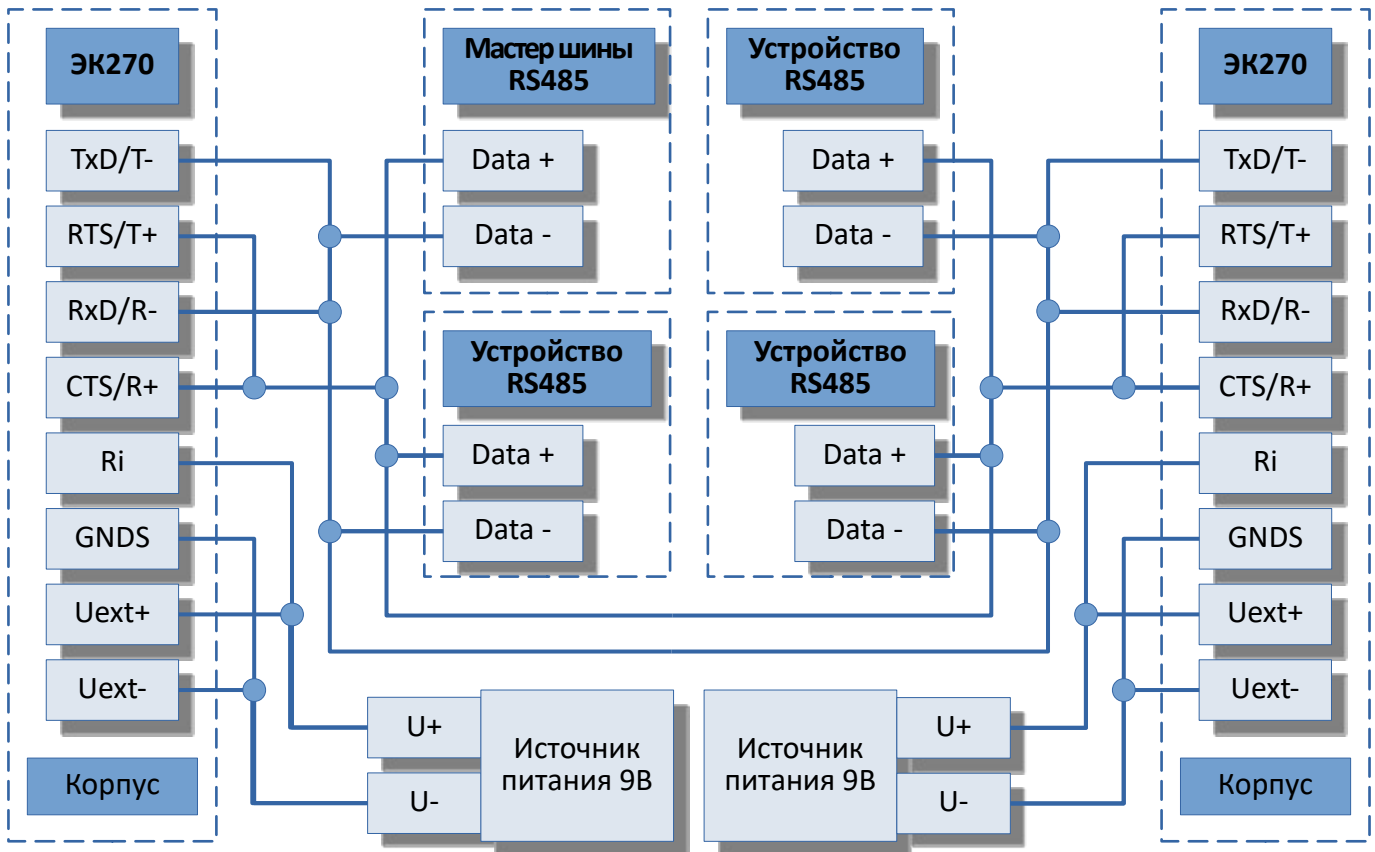 ЭК270
TxD/T-
RTS/T+
RxD/R-
CTS/R+
Ri
GNDS
Uext+
Uext-
Корпус
Мастер шины
RS485
Data +
Data -
Устройство
RS485
Data +
Data -
Устройство
RS485
Data +
Data -
Устройство
RS485
Data +
Data -
U+
U-
Источник
питания 9В
Источник
питания 9В
U+
U-
ЭК270
TxD/T-
RTS/T+
RxD/R-
CTS/R+
Ri
GNDS
Uext+
Uext-
Корпус